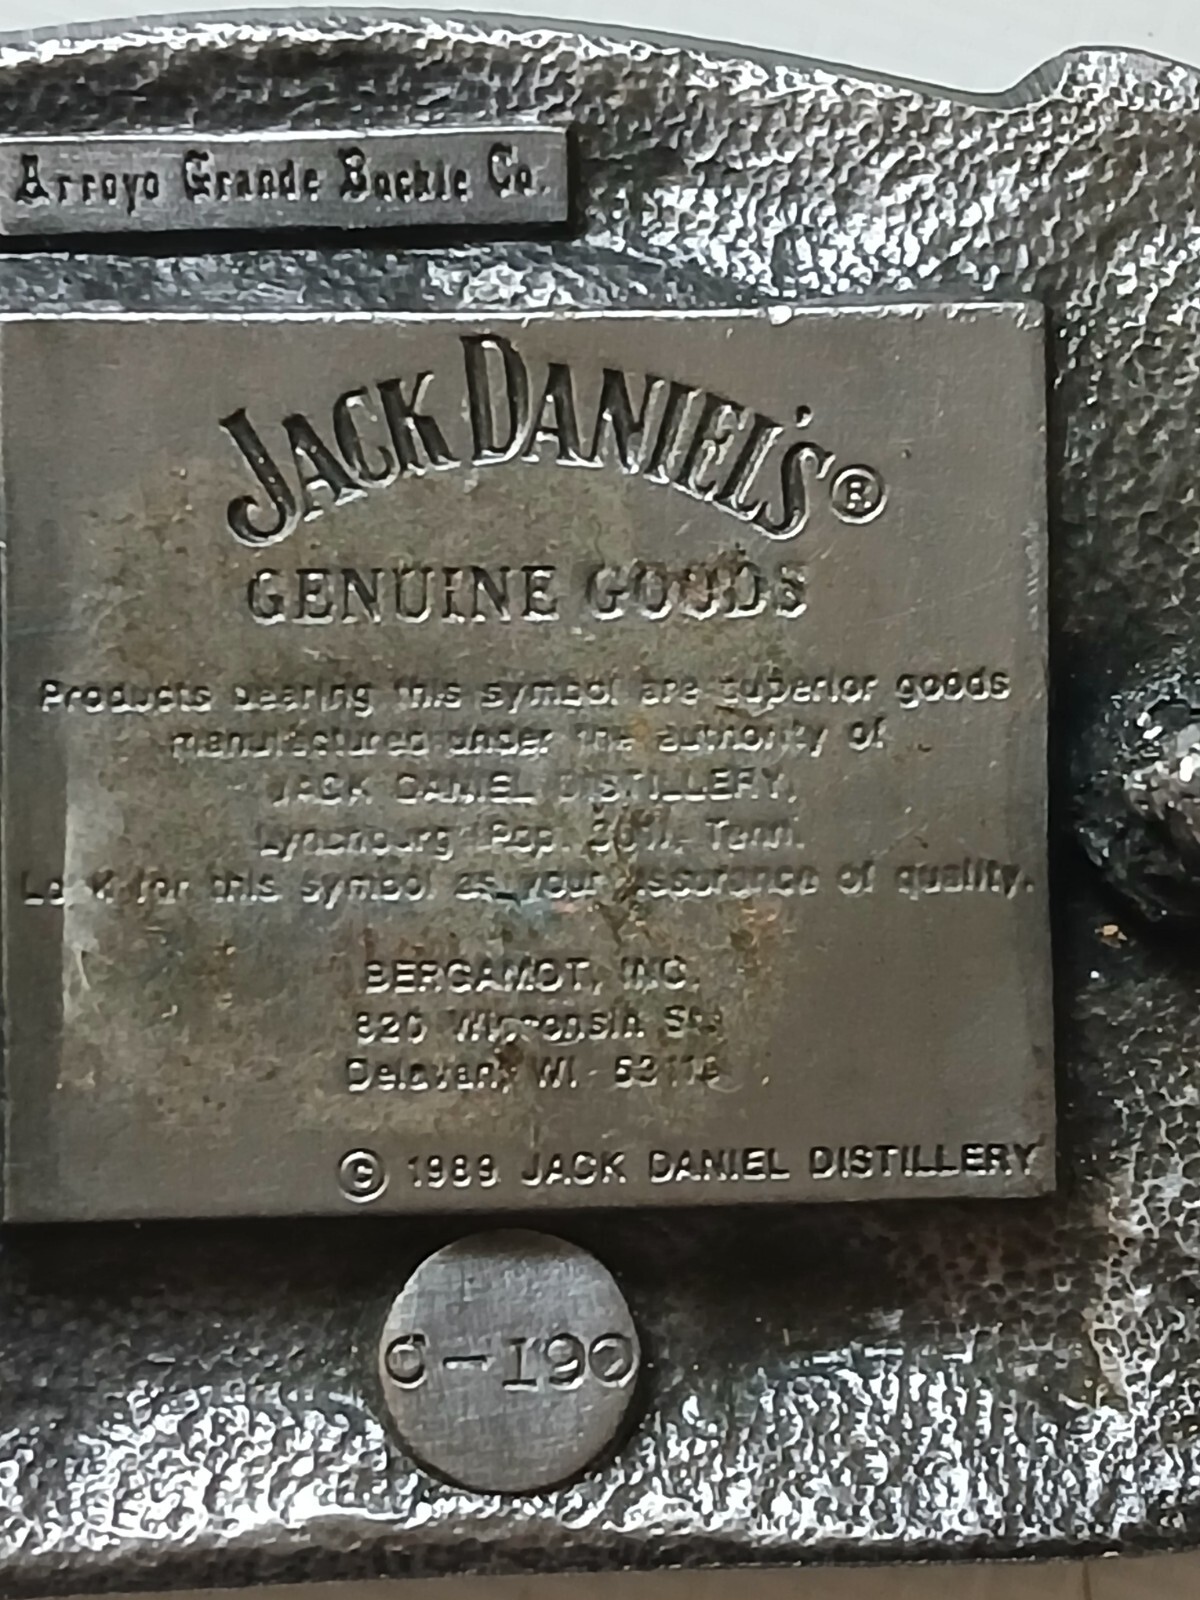 Arroyo Grande Buckle Co.
JACK DANIEL'S®
GENUINE GOODS
Products bearing this symbol are superior goods
manufactured under the authority of
JACK DANIEL DISTILLERY,
Lynchburg (Pop. 361), Tenn.
Look for this symbol as your assurance of quality.
BERGAMOT, INC.
820 Wisconsin St.
Delavan, WI 53115
© 1989 JACK DANIEL DISTILLERY
C-190